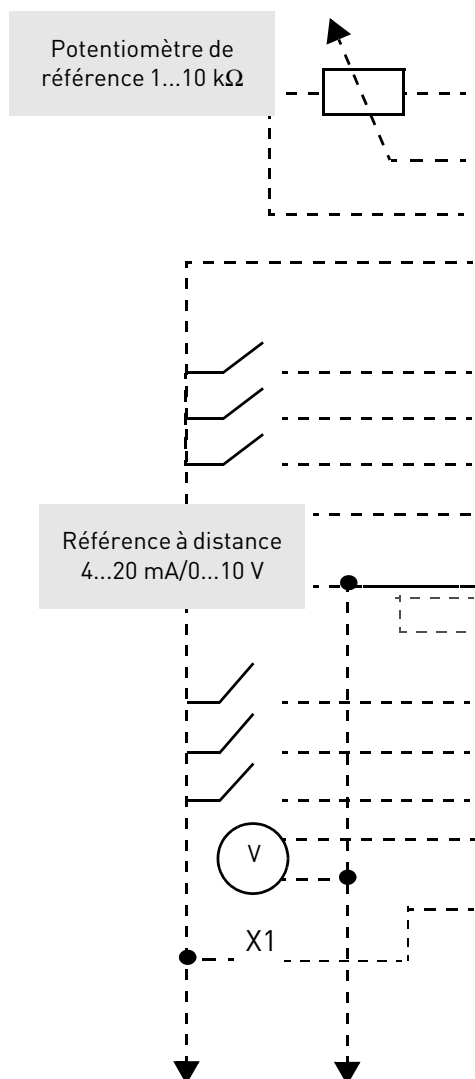 Potentiomètre de
référence 1...10 kΩ
Référence à distance
4...20 mA/0...10 V
V
X1